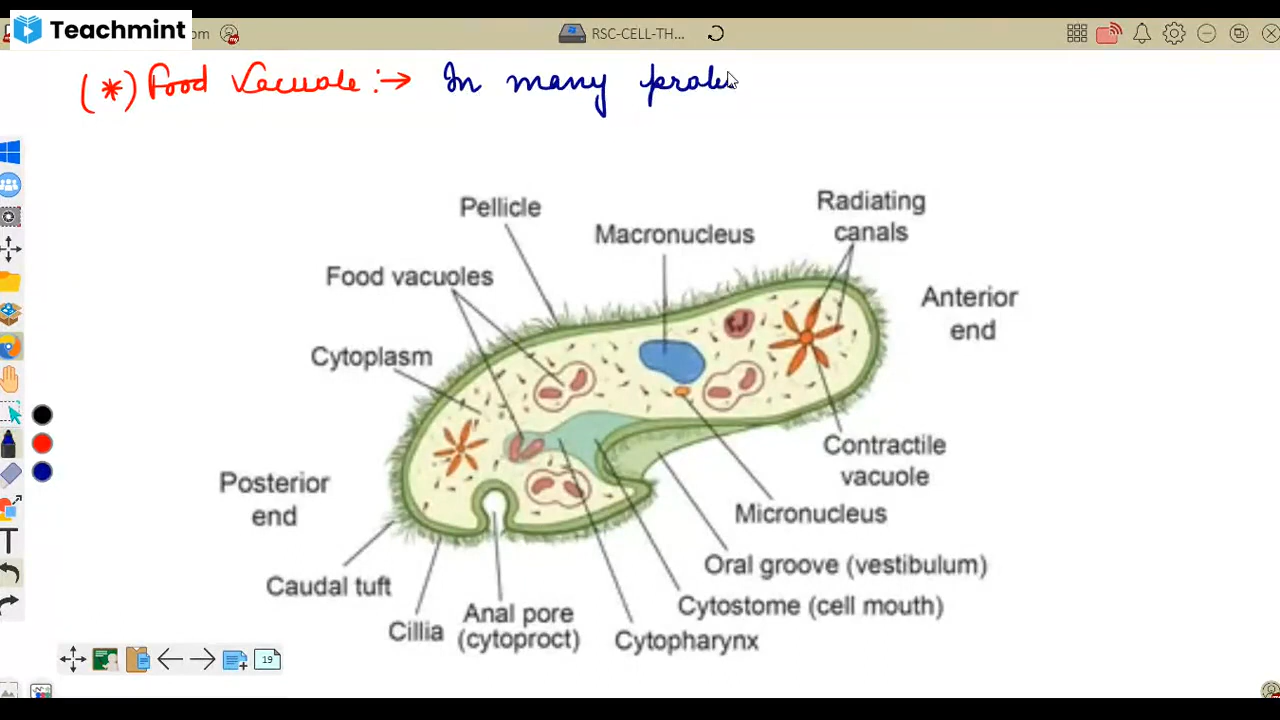 Teachmint
om
RSC-CELL-TH...
(*) Food Vacuole :→ In many
Pellicle
Radiating
canals
Macronucleus
Food vacuoles
Anterior
end
Cytoplasm
Contractile
vacuole
Posterior
end
Micronucleus
Oral groove (vestibulum)
Caudal tuft
Cytostome (cell mouth)
Cillia
Anal pore
(cytoproct)
Cytopharynx
T
19